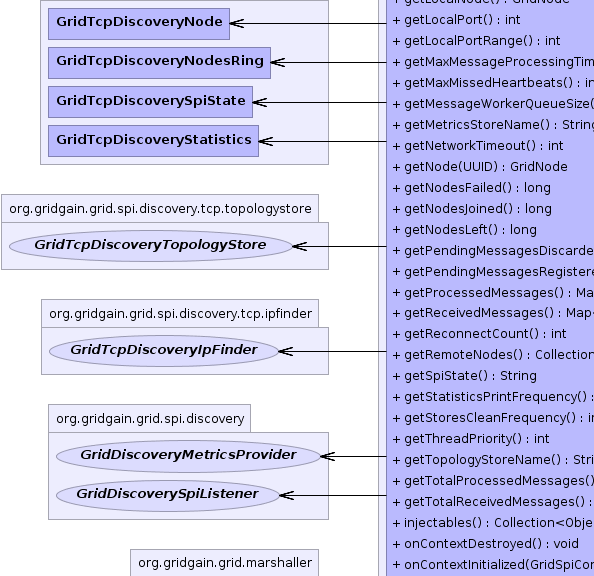 GridTcpDiscoveryNode
GridTcpDiscoveryNodesRing
GridTcpDiscoverySpiState
GridTcpDiscoveryStatistics
org.gridgain.grid.spi.discovery.tcp.topologystore
GridTcpDiscoveryTopologyStore
org.gridgain.grid.spi.discovery.tcp.ipfinder
GridTcpDiscoveryIpFinder
org.gridgain.grid.spi.discovery
GridDiscoveryMetricsProvider
GridDiscoverySpiListener
org.gridgain.grid.marshaller
+ getLocalNode() : GridNode
+ getLocalPort() : int
+ getLocalPortRange() : int
+ getMaxMessageProcessingTim
+ getMaxMissedHeartbeats() : in
+ getMessageWorkerQueueSize(
+ getMetricsStoreName() : String
+ getNetworkTimeout() : int
+ getNode(UUID) : GridNode
+ getNodesFailed() : long
+ getNodesJoined() : long
+ getNodesLeft() : long
+ getPendingMessagesDiscarde
+ getPendingMessagesRegistere
+ getProcessedMessages() : Ma
+ getReceivedMessages() : Map
+ getReconnectCount() : int
+ getRemoteNodes() : Collection
+ getSpiState() : String
+ getStatisticsPrintFrequency() :
+ getStoresCleanFrequency() : in
+ getThreadPriority() : int
+ getTopologyStoreName() : Stri
+ getTotalProcessedMessages()
+ getTotalReceivedMessages() :
+ injectables() : Collection<Obje
+ onContextDestroyed() : void
+ onContextInitialized(GridSpiCon